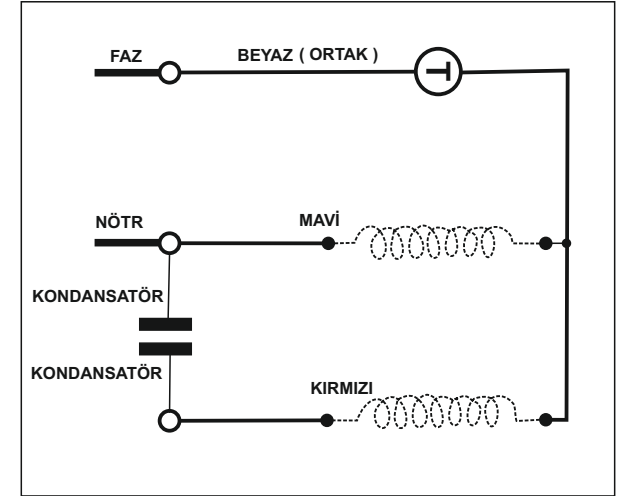 FAZ
BEYAZ ( ORTAK )
T
NÖTR
MAVİ
KONDANSATÖR
KONDANSATÖR
KIRMIZI